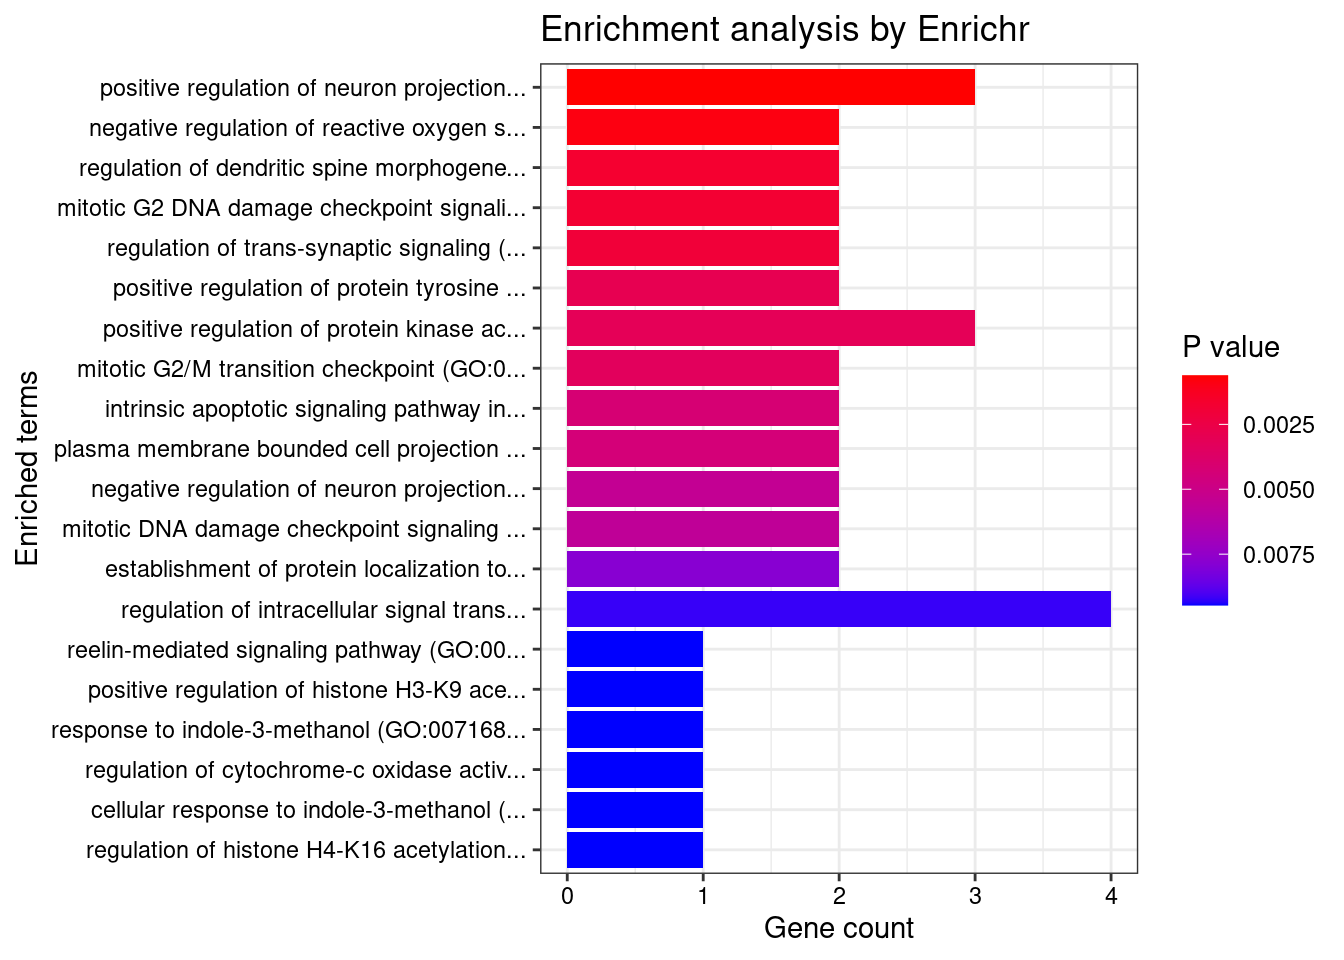 Enrichment analysis by Enrichr
Enriched terms
positive regulation of neuron projection...
negative regulation of reactive oxygen s...
regulation of dendritic spine morphogene...
mitotic G2 DNA damage checkpoint signali...
regulation of trans-synaptic signaling (...
positive regulation of protein tyrosine ...
positive regulation of protein kinase ac...
mitotic G2/M transition checkpoint (GO:0...
intrinsic apoptotic signaling pathway in...
plasma membrane bounded cell projection ...
negative regulation of neuron projection...
mitotic DNA damage checkpoint signaling ...
establishment of protein localization to...
regulation of intracellular signal trans...
reelin-mediated signaling pathway (GO:00...
positive regulation of histone H3-K9 ace...
response to indole-3-methanol (GO:007168...
regulation of cytochrome-c oxidase activ...
cellular response to indole-3-methanol (...
regulation of histone H4-K16 acetylation...
0 1 2 3 4
Gene count
P value
0.0025
0.0050
0.0075